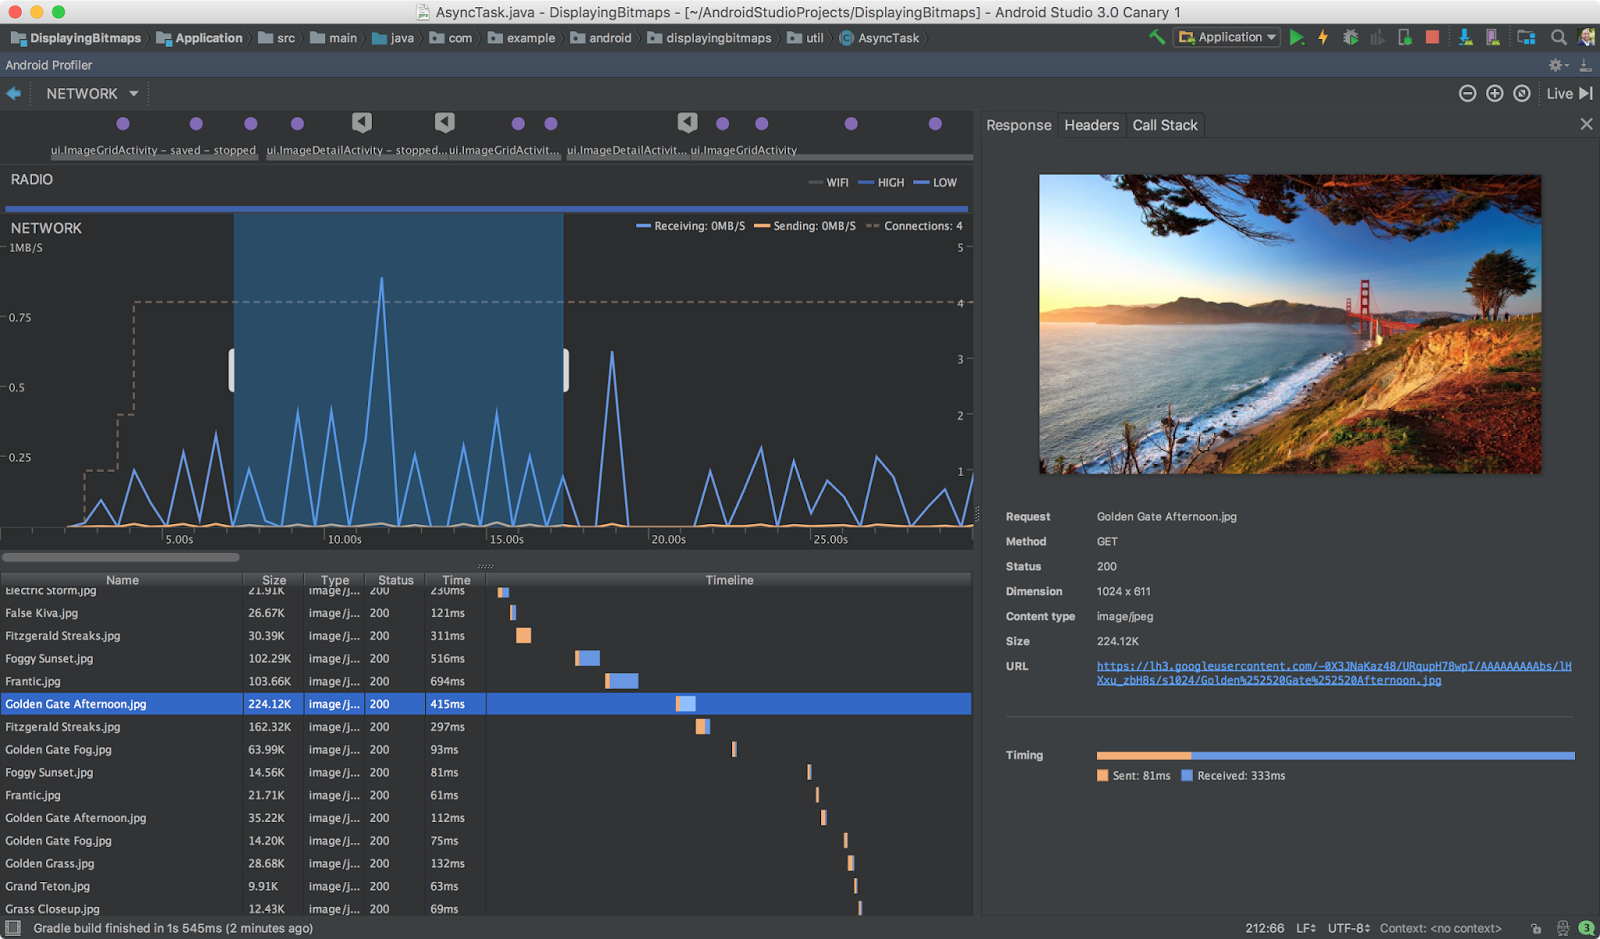 AsyncTask.java - DisplayingBitmaps - [~/AndroidStudioProjects/DisplayingBitmaps] - Android Studio 3.0 Canary 1
DisplayingBitmaps Application src main java com example android displayingbitmaps util AsyncTask Application
Android Profiler
NETWORK Live
ui.ImageGridActivity - saved - stopped ui.ImageDetailActivity - stopped... ui.ImageGridActivit... ui.ImageDetailActivit... ui.ImageGridActivity
RADIO WIFI HIGH LOW
NETWORK Receiving: 0MB/S Sending: 0MB/S Connections: 4
1MB/S 5
4
0.75
3
0.5
2
0.25
1
5.00s 10.00s 15.00s 20.00s 25.00s
Name Size Type Status Time Timeline
Electric Storm.jpg 21.91K image/j... 200 230ms
False Kiva.jpg 26.67K image/j... 200 121ms
Fitzgerald Streaks.jpg 30.39K image/j... 200 311ms
Foggy Sunset.jpg 102.29K image/j... 200 516ms
Frantic.jpg 103.66K image/j... 200 694ms
Golden Gate Afternoon.jpg 224.12K image/j... 200 415ms
Fitzgerald Streaks.jpg 162.32K image/j... 200 297ms
Golden Gate Fog.jpg 63.99K image/j... 200 93ms
Foggy Sunset.jpg 14.56K image/j... 200 81ms
Frantic.jpg 21.71K image/j... 200 61ms
Golden Gate Afternoon.jpg 35.22K image/j... 200 112ms
Golden Gate Fog.jpg 14.20K image/j... 200 75ms
Golden Grass.jpg 28.68K image/j... 200 132ms
Grand Teton.jpg 9.91K image/j... 200 63ms
Grass Closeup.jpg 12.43K image/j... 200 69ms
Response Headers Call Stack
Request Golden Gate Afternoon.jpg
Method GET
Status 200
Dimension 1024 x 611
Content type image/jpeg
Size 224.12K
URL https://lh3.googleusercontent.com/-0X3JNaKaz48/URqupH78wpI/AAAAAAAAAbs/lH
Xxu_zbH8s/s1024/Golden%252520Gate%252520Afternoon.jpg
Timing
Sent: 81ms Received: 333ms
Gradle build finished in 1s 545ms (2 minutes ago) 212:66 LF UTF-8 Context: <no context> 3